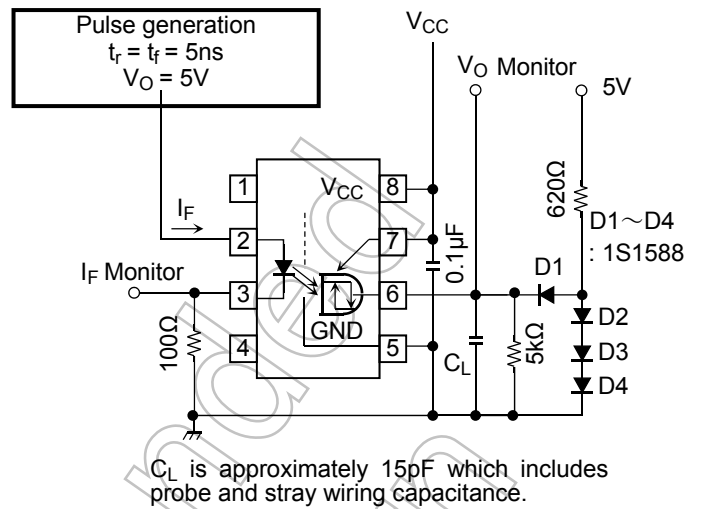 Pulse generation
tr = tf = 5ns
VO = 5V
VCC
VO Monitor
5V
1
VCC
8
620Ω
D1～D4
: 1S1588
IF
2
7
0.1μF
D1
IF Monitor
3
6
D2
100Ω
GND
D3
4
5
CL
5kΩ
D4
CL is approximately 15pF which includes
probe and stray wiring capacitance.